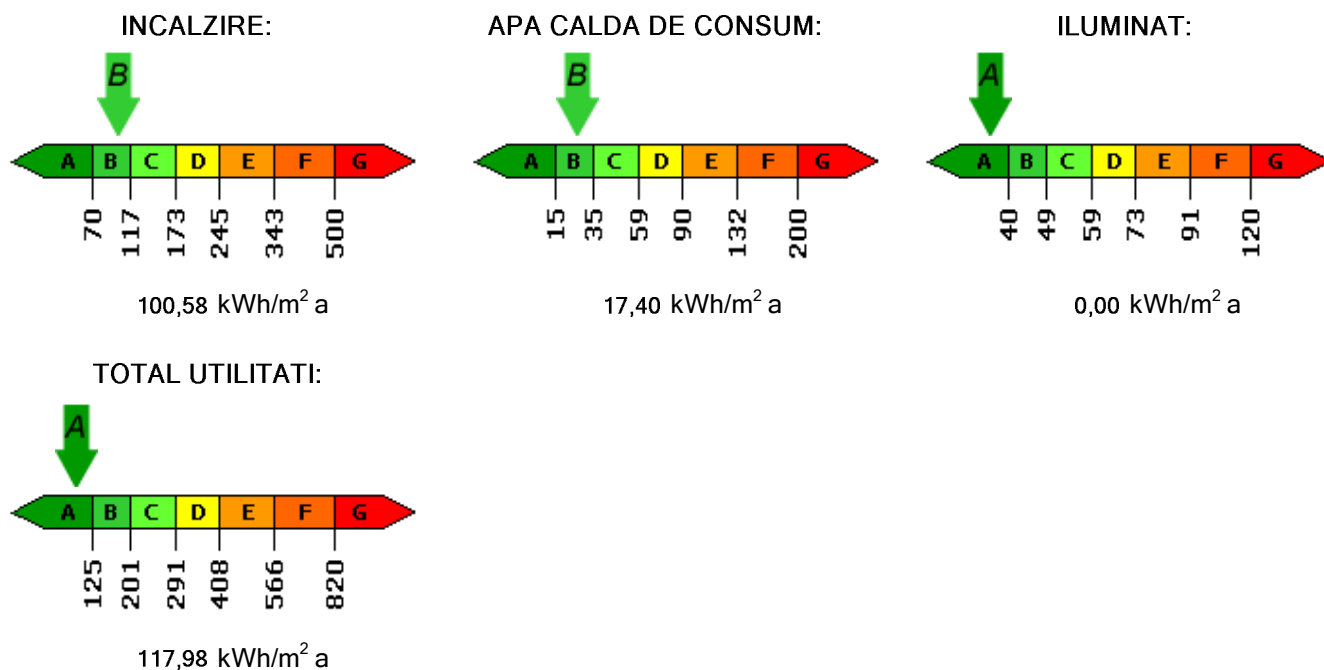 INCALZIRE:
B
A B C D E F G
70 117 173 245 343 500
100,58 kWh/m² a
APA CALDA DE CONSUM:
B
A B C D E F G
15 35 59 90 132 200
17,40 kWh/m² a
ILUMINAT:
A
A B C D E F G
40 49 59 73 91 120
0,00 kWh/m² a
TOTAL UTILITATI:
A
A B C D E F G
125 201 291 408 566 820
117,98 kWh/m² a